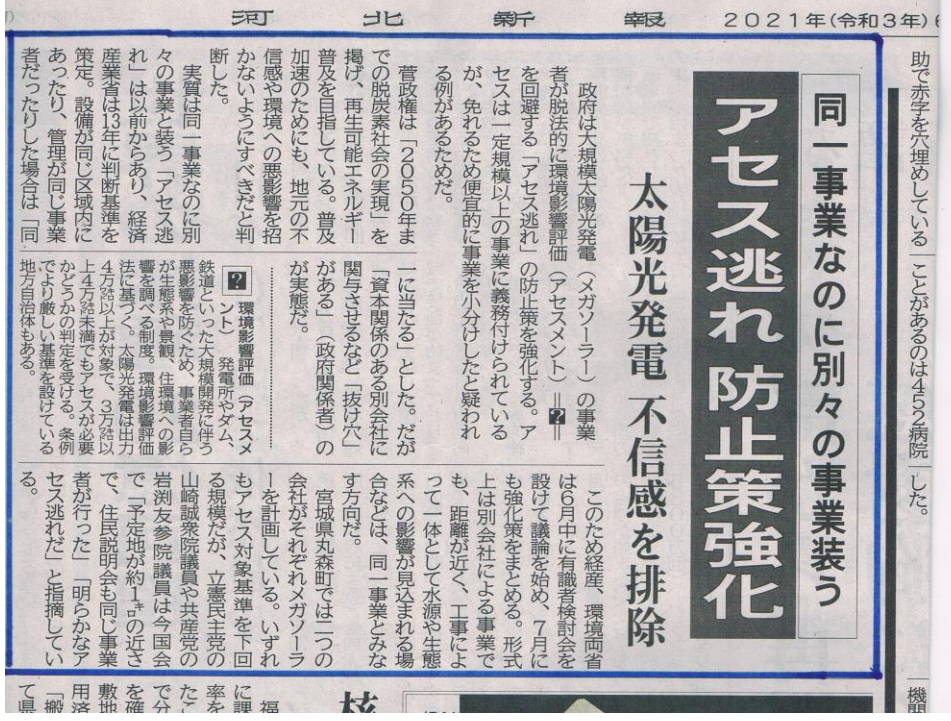 河北新報
2021年(令和3年)6
助で赤字を穴埋めしている
ことがあるのは452病院
した。
同一事業なのに別々の事業装う
アセス逃れ 防止策強化
太陽光発電 不信感を排除
政府は大規模太陽光発電(メガソーラー)の事業
者が脱法的に環境影響評価(アセスメント)=?=
を回避する「アセス逃れ」の防止策を強化する。ア
セスは一定規模以上の事業に義務付けられている
が、免れるため便宜的に事業を小分けしたと疑われ
る例があるためだ。
菅政権は「2050年ま
での脱炭素社会の実現」を
掲げ、再生可能エネルギー
普及を目指している。普及
加速のためにも、地元の不
信感や環境への悪影響を招
かないようにすべきだと判
断した。
実質は同一事業なのに別
々の事業と装う「アセス逃
れ」は以前からあり、経済
産業省は13年に判断基準を
策定。設備が同じ区域内に
あったり、管理が同じ事業
者だったりした場合は「同
一に当たる」とした。だが
「資本関係のある別会社に
関与させるなど「抜け穴」
がある」(政府関係者)の
が実態だ。
?
環境影響評価(アセスメ
ント) 発電所やダム、
鉄道といった大規模開発に伴う
悪影響を防ぐため、事業者自ら
が生態系や景観、住環境への影
響を調べる制度。環境影響評価
法に基づく。太陽光発電は出力
4万㌔㍗以上が対象で、3万㌔㍗以
上4万㌔㍗未満でもアセスが必要
かどうかの判定を受ける。条例
でより厳しい基準を設けている
地方自治体もある。
このため経産、環境両省
は6月中に有識者検討会を
設けて議論を始め、7月に
も強化策をまとめる。形式
上は別会社による事業で
も、距離が近く、工事によ
って一体として水源や生態
系への影響が見込まれる場
合などは、同一事業とみな
す方向だ。
宮城県丸森町では二つの
会社がそれぞれメガソーラ
ーを計画している。いずれ
もアセス対象基準を下回
る規模だが、立憲民主党の
山崎誠衆院議員や共産党の
岩渕友参院議員は今国会
で「予定地が約1㌔の近さ
で、住民説明会も同じ事業
者が行った」「明らかなア
セス逃れだ」と指摘してい
る。
機関
核
福
に課
率を
たこ
で分
を確
敷地
用済
「搬
て県